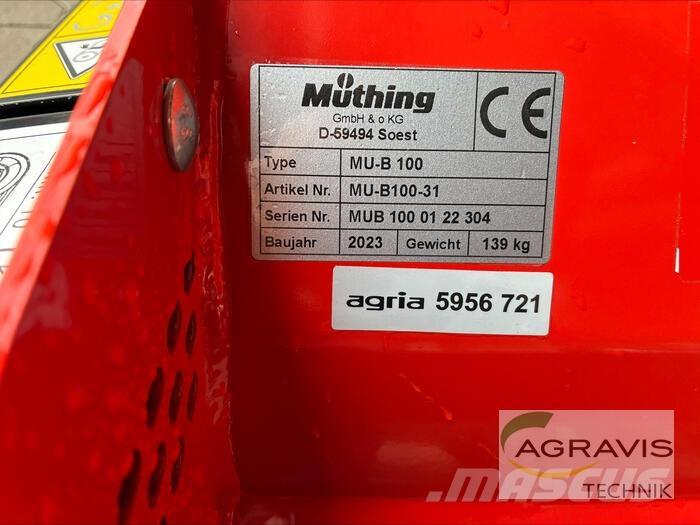 Müthing
GmbH & o KG
D-59494 Soest
CE
Type MU-B 100
Artikel Nr. MU-B100-31
Serien Nr. MUB 100 01 22 304
Baujahr 2023 Gewicht 139 kg
agria 5956 721
AGRAVIS
TECHNIK
MASCUS